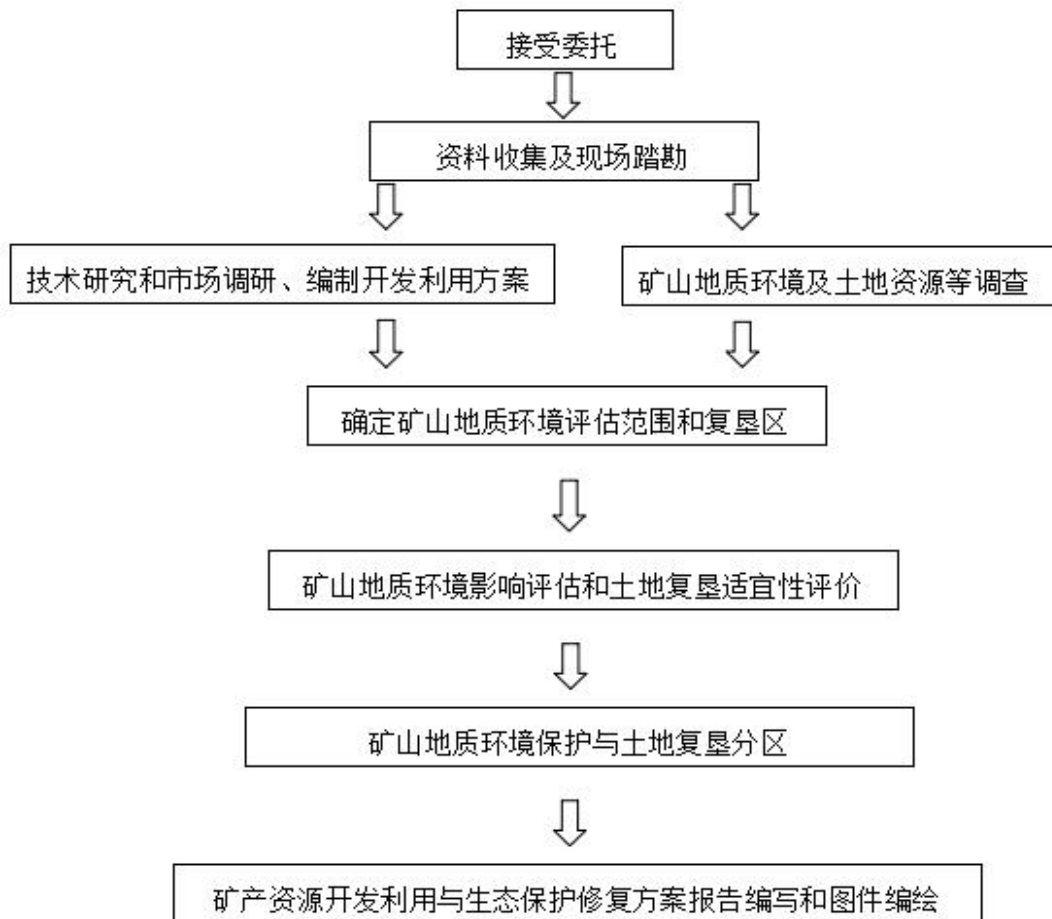 接受委托
资料收集及现场踏勘
技术研究和市场调研、编制开发利用方案
矿山地质环境及土地资源等调查
确定矿山地质环境评估范围和复垦区
矿山地质环境影响评估和土地复垦适宜性评价
矿山地质环境保护与土地复垦分区
矿产资源开发利用与生态保护修复方案报告编写和图件编绘